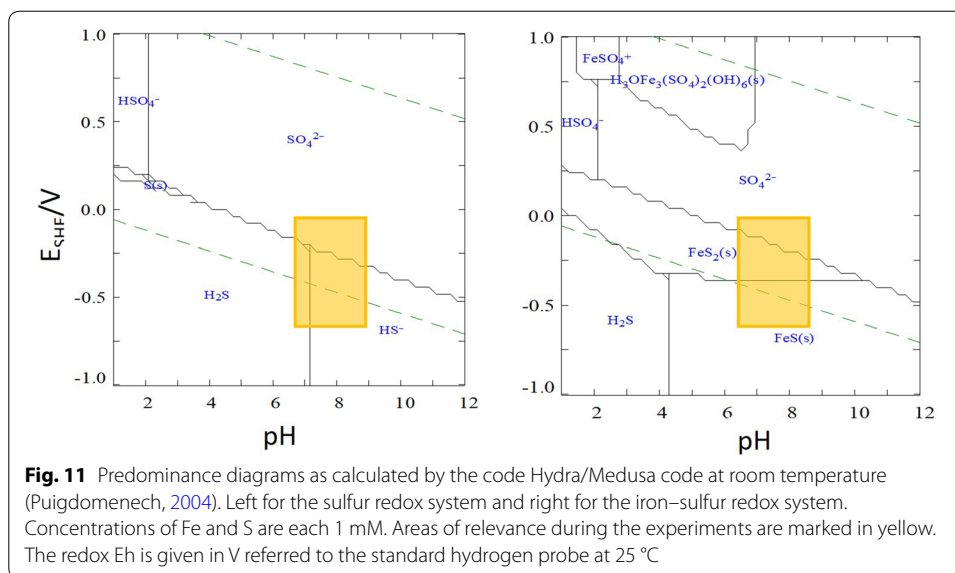 1.0
0.5
0.0
-0.5
-1.0
E_SHE/V
HSO₄⁻
S(s)
SO₄²⁻
H₂S
HS⁻
2 4 6 8 10 12
pH
1.0
0.5
0.0
-0.5
-1.0
FeSO₄⁺
H₃OFe₃(SO₄)₂(OH)₆(s)
HSO₄⁻
SO₄²⁻
FeS₂(s)
H₂S
FeS(s)
2 4 6 8 10 12
pH
Fig. 11 Predominance diagrams as calculated by the code Hydra/Medusa code at room temperature
(Puigdomenech, 2004). Left for the sulfur redox system and right for the iron–sulfur redox system.
Concentrations of Fe and S are each 1 mM. Areas of relevance during the experiments are marked in yellow.
The redox Eh is given in V referred to the standard hydrogen probe at 25 °C